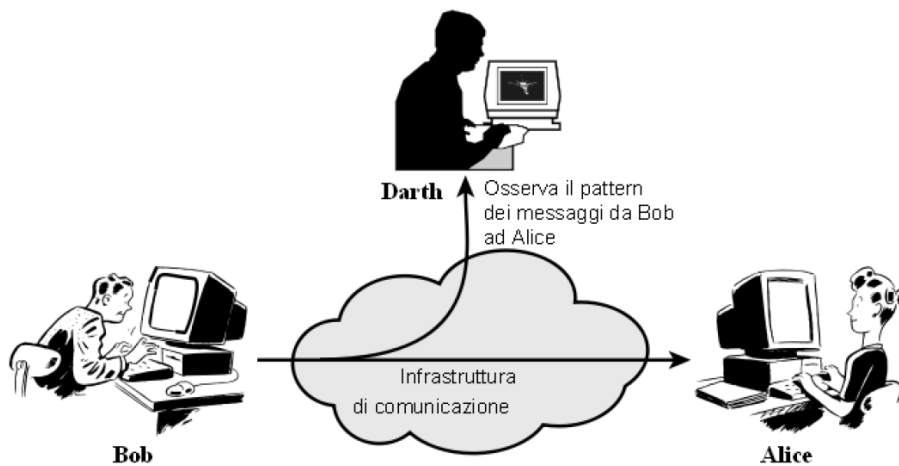 Darth
Osserva il pattern
dei messaggi da Bob
ad Alice
Infrastruttura
di comunicazione
Bob
Alice